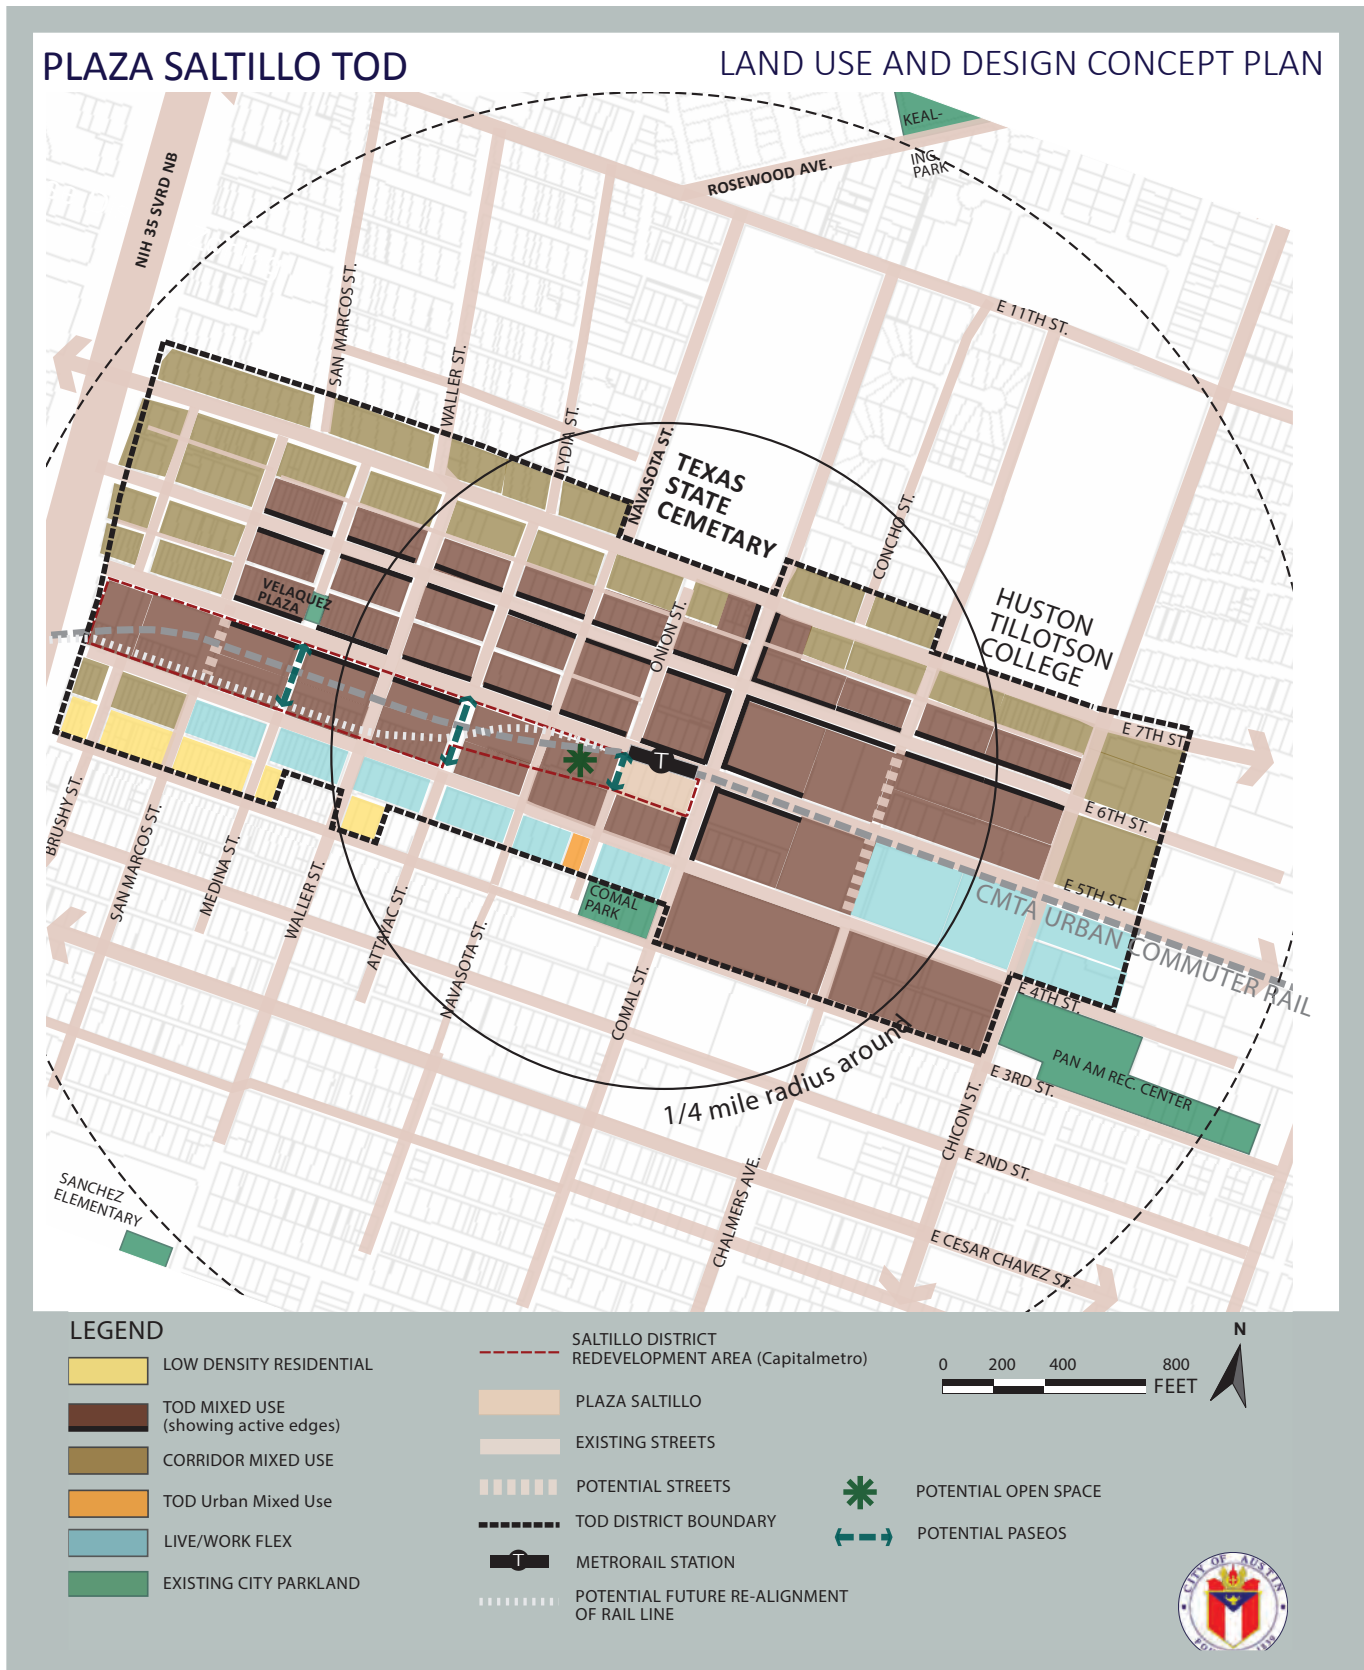 PLAZA SALTILLO TOD
LAND USE AND DESIGN CONCEPT PLAN
KEAL-
ING
PARK
ROSEWOOD AVE.
NIH 35 SVRD NB
SAN MARCOS ST.
WALLER ST.
LYDIA ST.
NAVASOTA ST.
E 11TH ST.
TEXAS
STATE
CEMETARY
CONCHO ST.
HUSTON
TILLOTSON
COLLEGE
VELAQUEZ
PLAZA
ONION ST.
E 7TH ST.
T
E 6TH ST.
E 5TH ST.
CMTA URBAN COMMUTER RAIL
BRUSHY ST.
SAN MARCOS ST.
MEDINA ST.
WALLER ST.
ATTAYAC ST.
NAVASOTA ST.
COMAL
PARK
COMAL ST.
E 4TH ST.
PAN AM REC. CENTER
E 3RD ST.
1/4 mile radius around
CHICON ST.
E 2ND ST.
CHALMERS AVE.
E CESAR CHAVEZ ST.
SANCHEZ
ELEMENTARY
LEGEND
LOW DENSITY RESIDENTIAL
TOD MIXED USE
(showing active edges)
CORRIDOR MIXED USE
TOD Urban Mixed Use
LIVE/WORK FLEX
EXISTING CITY PARKLAND
SALTILLO DISTRICT
REDEVELOPMENT AREA (Capitalmetro)
PLAZA SALTILLO
EXISTING STREETS
POTENTIAL STREETS
TOD DISTRICT BOUNDARY
T
METRORAIL STATION
POTENTIAL FUTURE RE-ALIGNMENT
OF RAIL LINE
POTENTIAL OPEN SPACE
POTENTIAL PASEOS
0 200 400 800
FEET
N
CITY OF AUSTIN